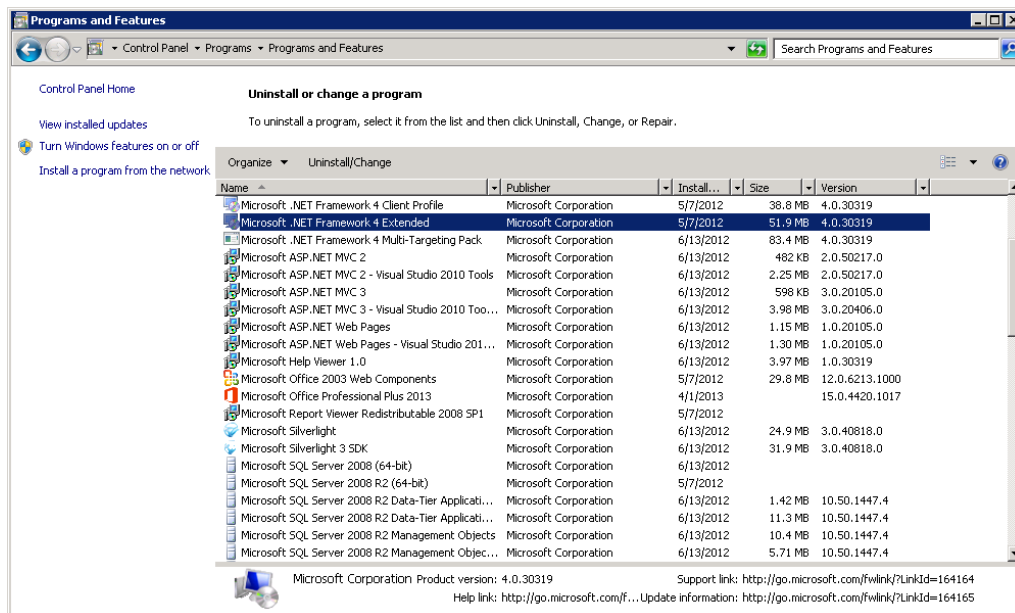 Programs and Features
Control Panel Programs Programs and Features Search Programs and Features
Control Panel Home
Uninstall or change a program
View installed updates
To uninstall a program, select it from the list and then click Uninstall, Change, or Repair.
Turn Windows features on or off
Install a program from the network
Organize Uninstall/Change
Name Publisher Install... Size Version
Microsoft .NET Framework 4 Client Profile Microsoft Corporation 5/7/2012 38.8 MB 4.0.30319
Microsoft .NET Framework 4 Extended Microsoft Corporation 5/7/2012 51.9 MB 4.0.30319
Microsoft .NET Framework 4 Multi-Targeting Pack Microsoft Corporation 6/13/2012 83.4 MB 4.0.30319
Microsoft ASP.NET MVC 2 Microsoft Corporation 6/13/2012 482 KB 2.0.50217.0
Microsoft ASP.NET MVC 2 - Visual Studio 2010 Tools Microsoft Corporation 6/13/2012 2.25 MB 2.0.50217.0
Microsoft ASP.NET MVC 3 Microsoft Corporation 6/13/2012 598 KB 3.0.20105.0
Microsoft ASP.NET MVC 3 - Visual Studio 2010 Too... Microsoft Corporation 6/13/2012 3.98 MB 3.0.20406.0
Microsoft ASP.NET Web Pages Microsoft Corporation 6/13/2012 1.15 MB 1.0.20105.0
Microsoft ASP.NET Web Pages - Visual Studio 201... Microsoft Corporation 6/13/2012 1.30 MB 1.0.20105.0
Microsoft Help Viewer 1.0 Microsoft Corporation 6/13/2012 3.97 MB 1.0.30319
Microsoft Office 2003 Web Components Microsoft Corporation 5/7/2012 29.8 MB 12.0.6213.1000
Microsoft Office Professional Plus 2013 Microsoft Corporation 4/1/2013 15.0.4420.1017
Microsoft Report Viewer Redistributable 2008 SP1 Microsoft Corporation 5/7/2012
Microsoft Silverlight Microsoft Corporation 6/13/2012 24.9 MB 3.0.40818.0
Microsoft Silverlight 3 SDK Microsoft Corporation 6/13/2012 31.9 MB 3.0.40818.0
Microsoft SQL Server 2008 (64-bit) Microsoft Corporation 6/13/2012
Microsoft SQL Server 2008 R2 (64-bit) Microsoft Corporation 5/7/2012
Microsoft SQL Server 2008 R2 Data-Tier Applicati... Microsoft Corporation 6/13/2012 1.42 MB 10.50.1447.4
Microsoft SQL Server 2008 R2 Data-Tier Applicati... Microsoft Corporation 6/13/2012 11.3 MB 10.50.1447.4
Microsoft SQL Server 2008 R2 Management Objects Microsoft Corporation 6/13/2012 10.4 MB 10.50.1447.4
Microsoft SQL Server 2008 R2 Management Objec... Microsoft Corporation 6/13/2012 5.71 MB 10.50.1447.4
Microsoft Corporation Product version: 4.0.30319 Support link: http://go.microsoft.com/fwlink/?LinkId=164164
Help link: http://go.microsoft.com/f... Update information: http://go.microsoft.com/fwlink/?LinkId=164165